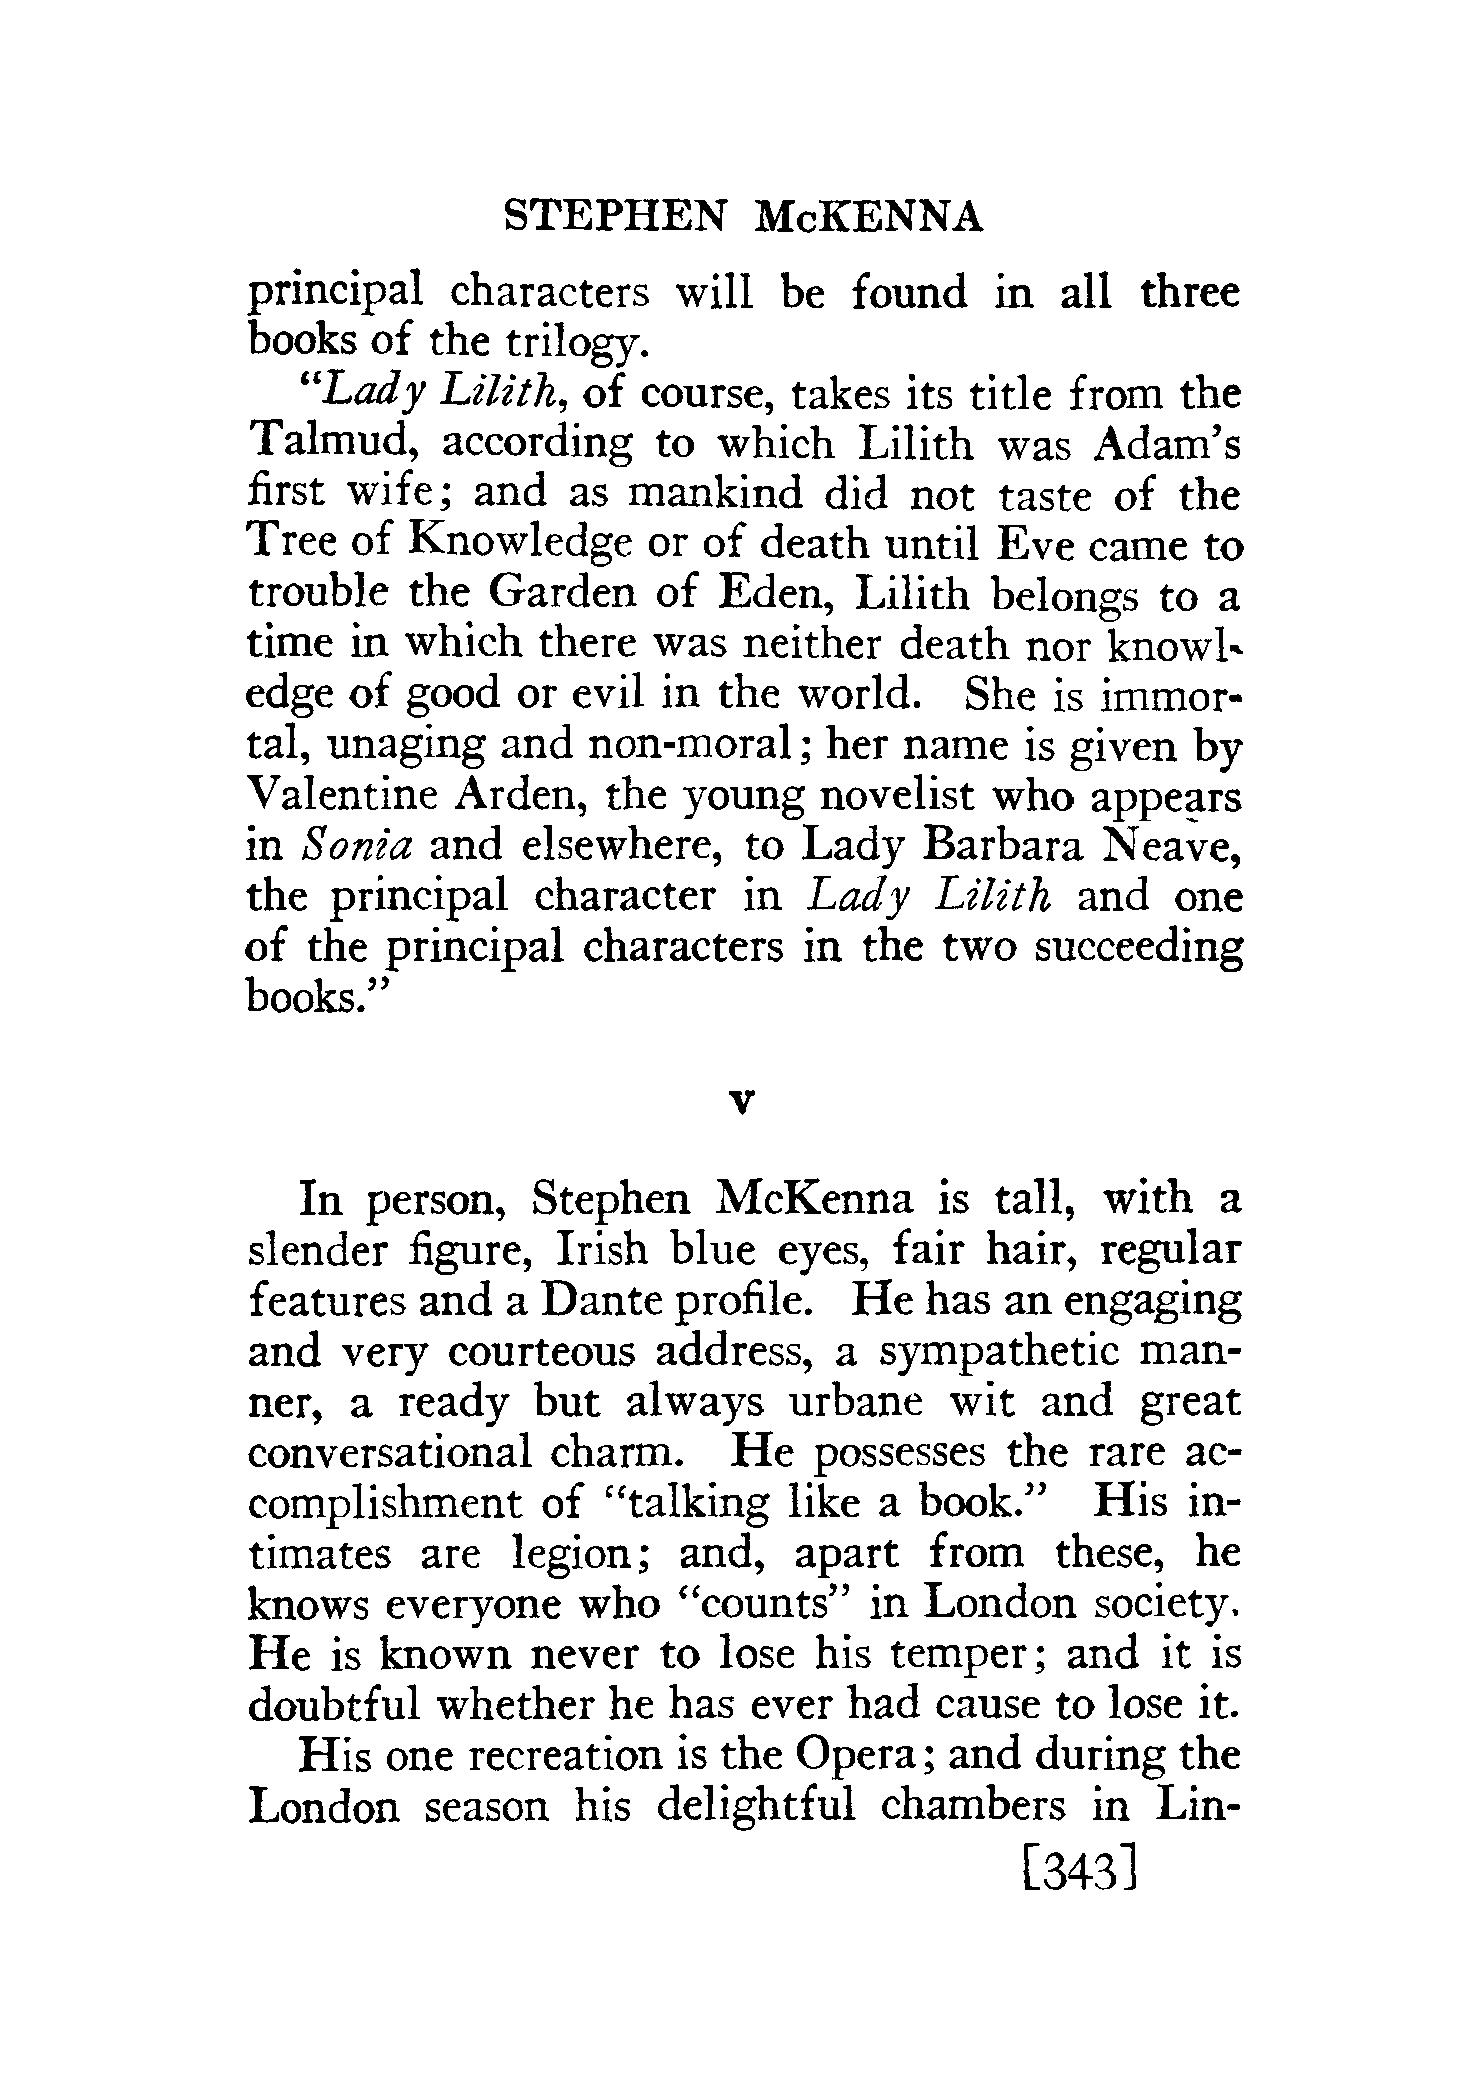 STEPHEN McKENNA
principal characters will be found in all three
books of the trilogy.
"Lady Lilith, of course, takes its title from the
Talmud, according to which Lilith was Adam's
first wife; and as mankind did not taste of the
Tree of Knowledge or of death until Eve came to
trouble the Garden of Eden, Lilith belongs to a
time in which there was neither death nor knowl-
edge of good or evil in the world. She is immor-
tal, unaging and non-moral; her name is given by
Valentine Arden, the young novelist who appears
in Sonia and elsewhere, to Lady Barbara Neave,
the principal character in Lady Lilith and one
of the principal characters in the two succeeding
books."
v
In person, Stephen McKenna is tall, with a
slender figure, Irish blue eyes, fair hair, regular
features and a Dante profile. He has an engaging
and very courteous address, a sympathetic man-
ner, a ready but always urbane wit and great
conversational charm. He possesses the rare ac-
complishment of "talking like a book." His in-
timates are legion; and, apart from these, he
knows everyone who "counts" in London society.
He is known never to lose his temper; and it is
doubtful whether he has ever had cause to lose it.
His one recreation is the Opera; and during the
London season his delightful chambers in Lin-
[343]